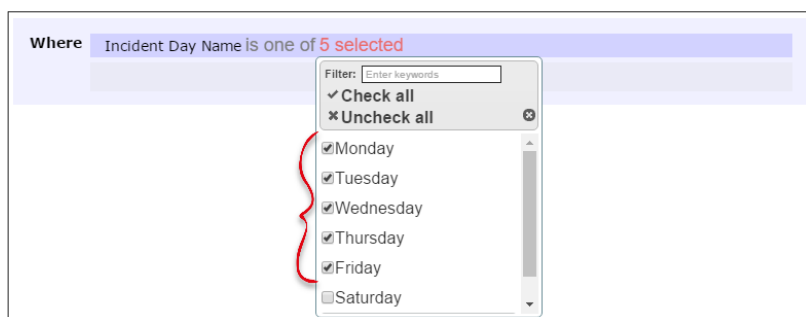 Where Incident Day Name is one of 5 selected
Filter: Enter keywords
Check all
Uncheck all
Monday
Tuesday
Wednesday
Thursday
Friday
Saturday